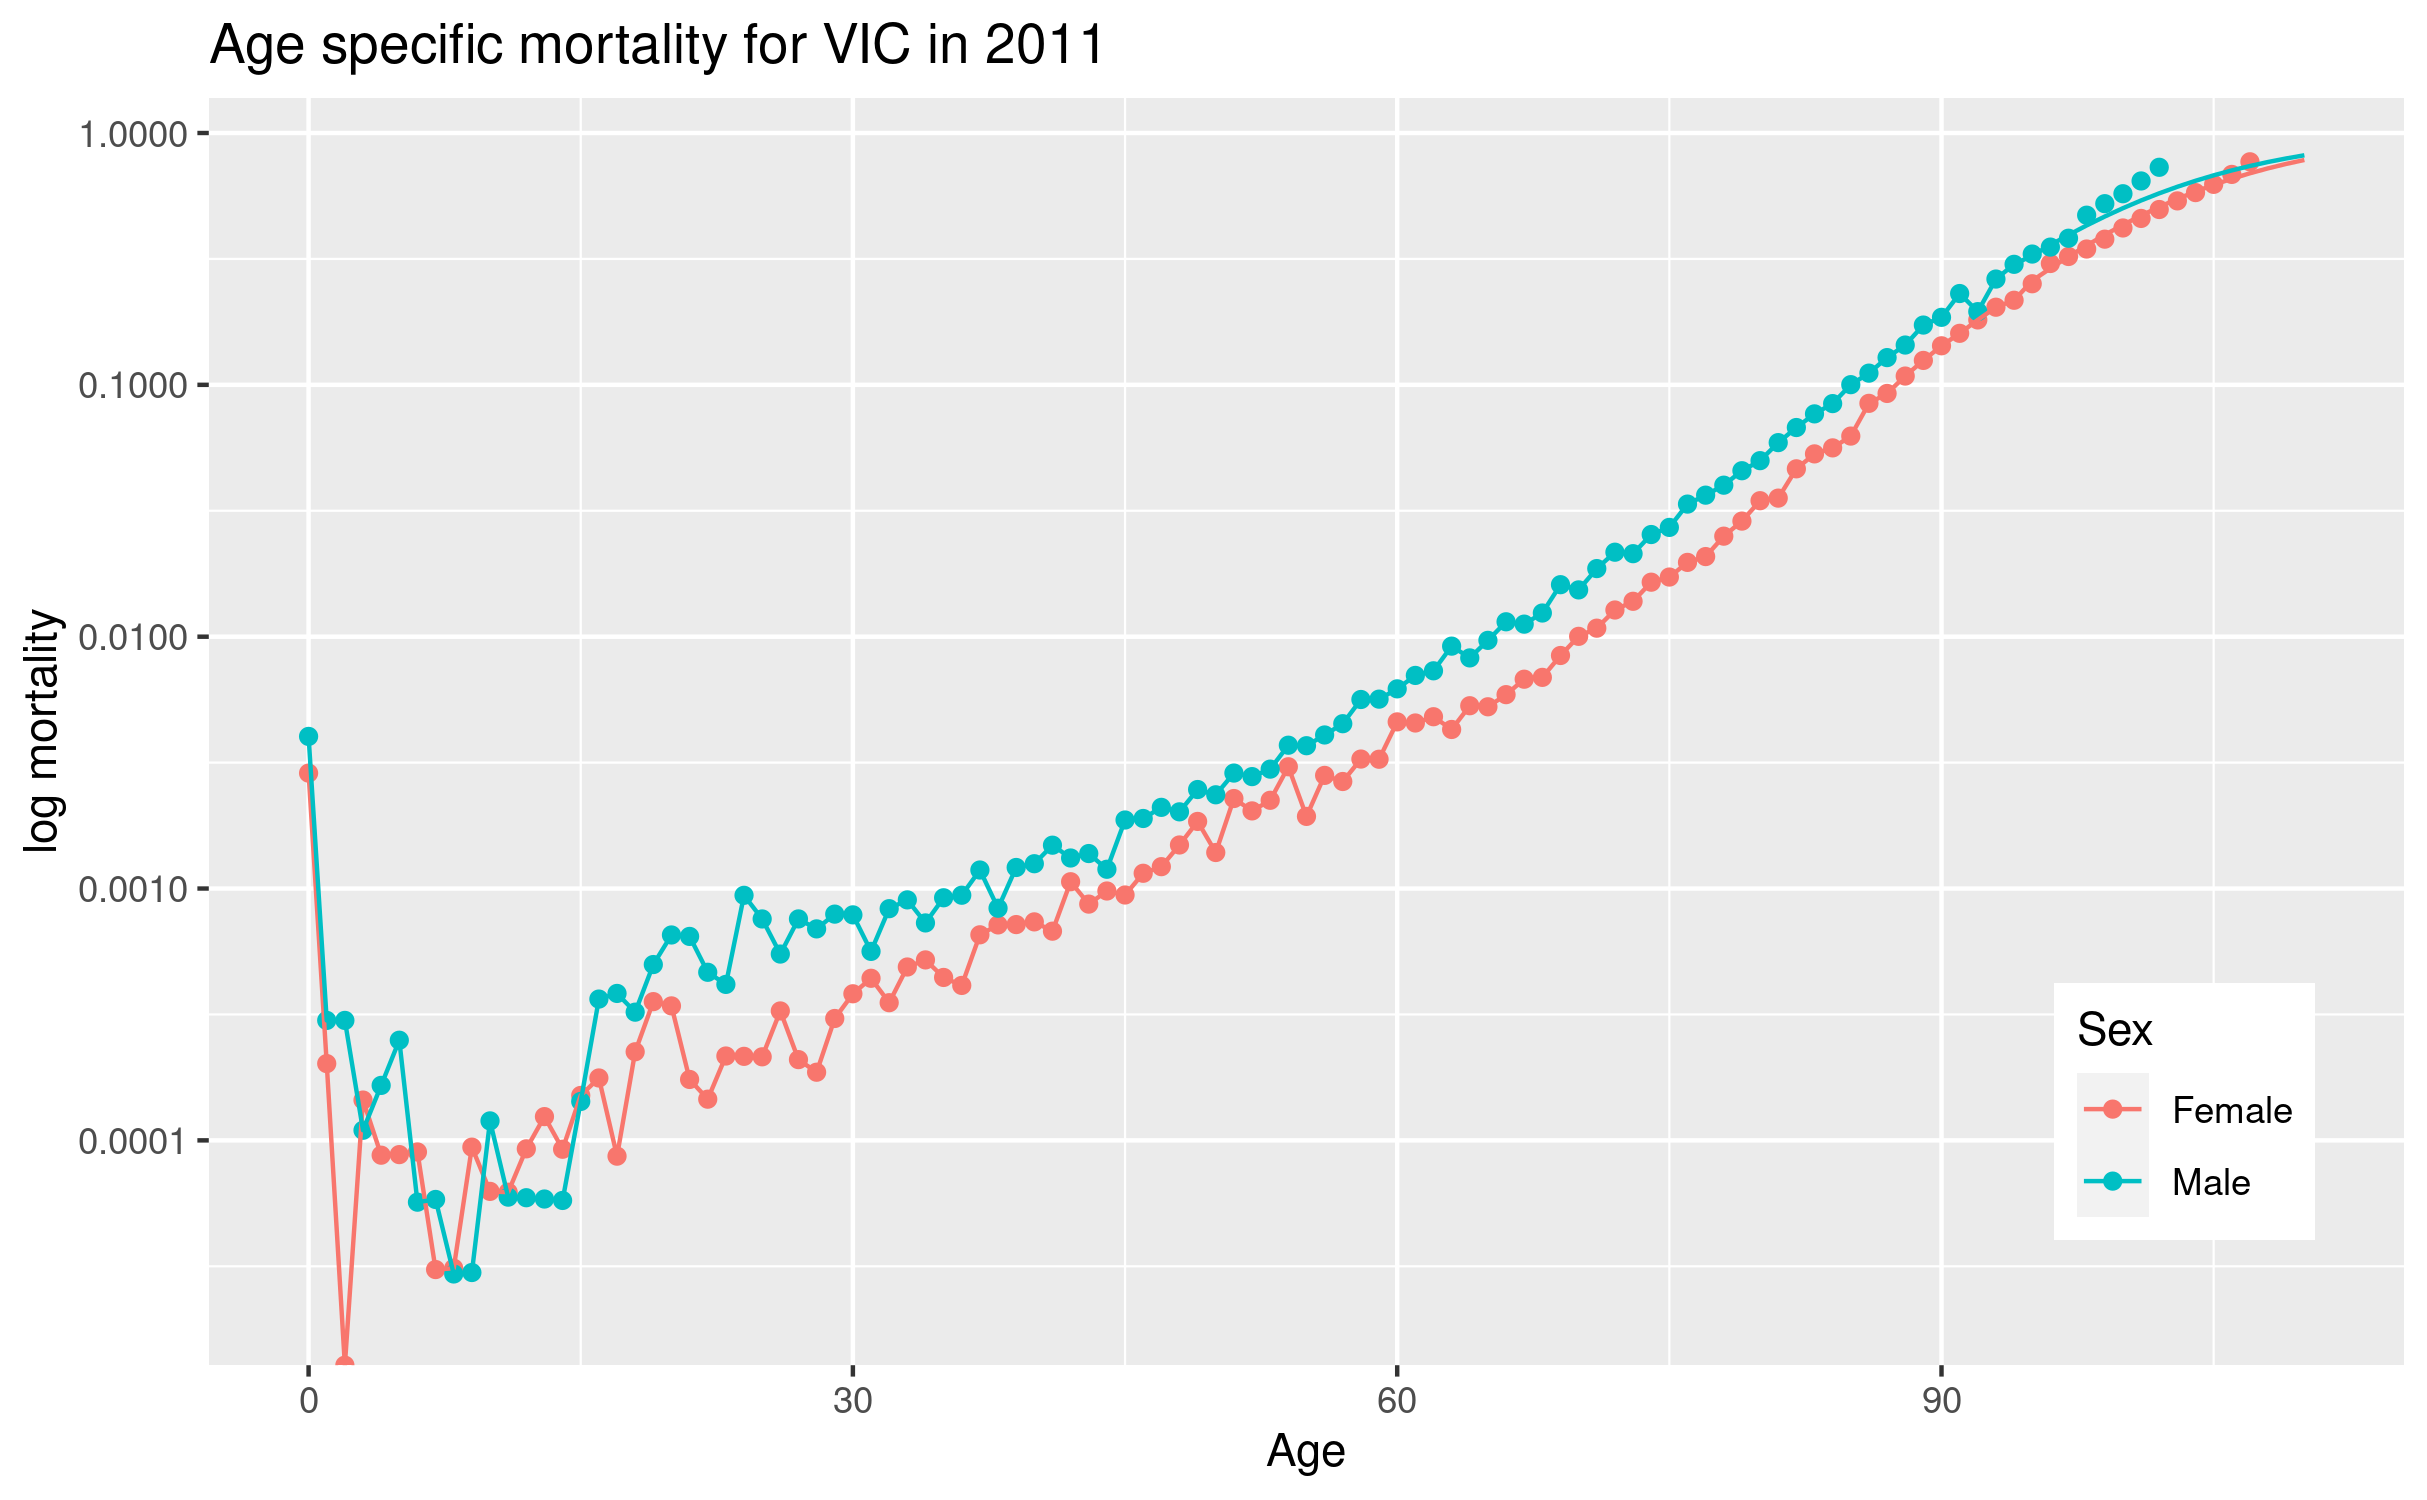 Age specific mortality for VIC in 2011
log mortality
1.0000
0.1000
0.0100
0.0010
0.0001
0
30
60
90
Age
Sex
Female
Male